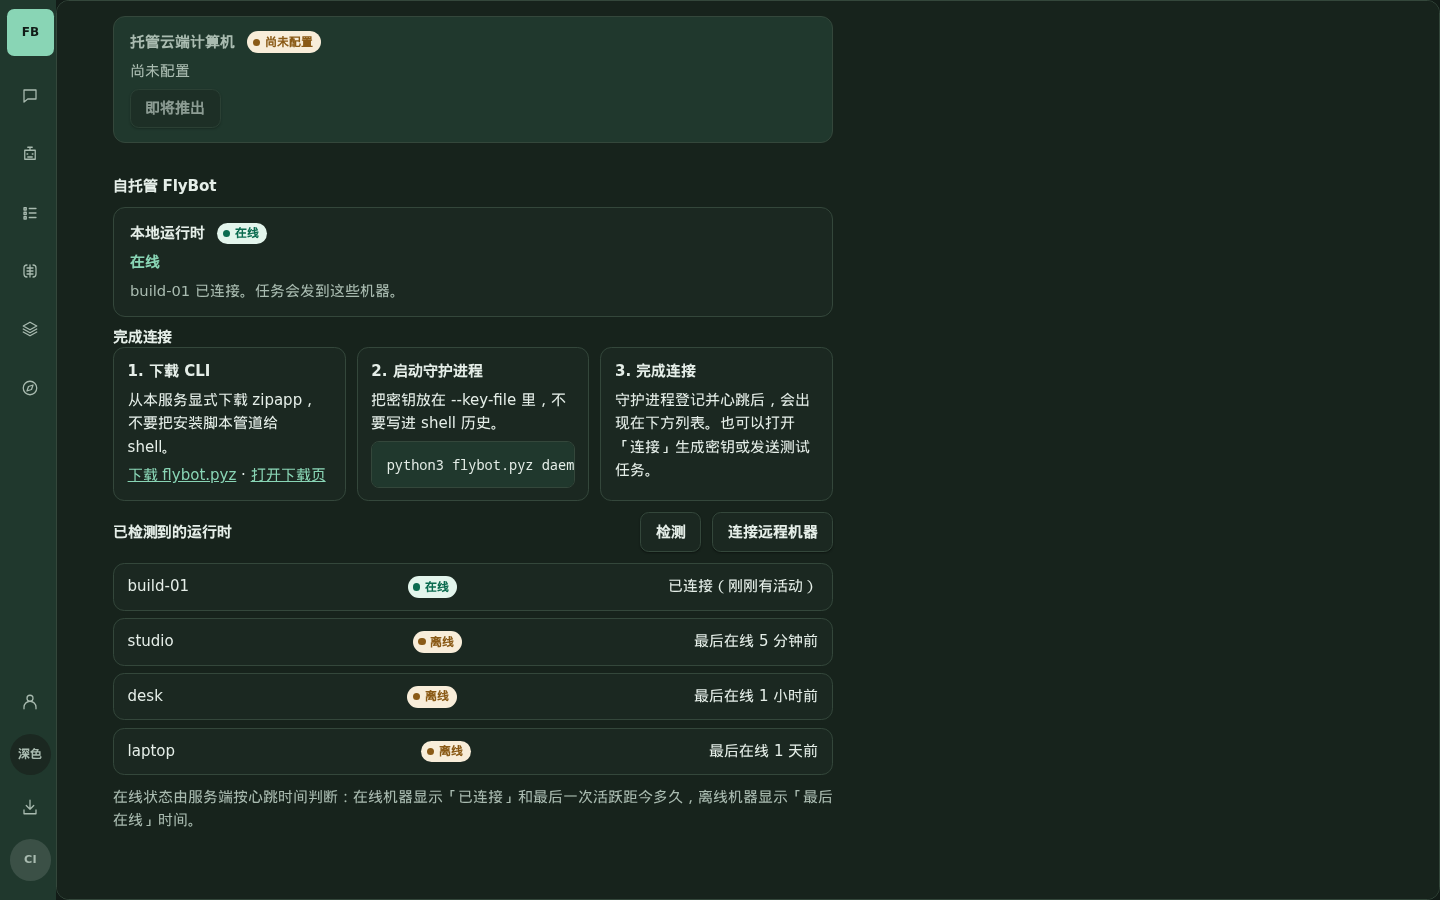 FB
托管云端计算机
尚未配置
尚未配置
即将推出
自托管 FlyBot
本地运行时
在线
在线
build-01 已连接。任务会发到这些机器。
完成连接
1. 下载 CLI
从本服务显式下载 zipapp，
不要把安装脚本管道给
shell。
下载 flybot.pyz · 打开下载页
2. 启动守护进程
把密钥放在 --key-file 里，不
要写进 shell 历史。
python3 flybot.pyz daem
3. 完成连接
守护进程登记并心跳后，会出
现在下方列表。也可以打开
「连接」生成密钥或发送测试
任务。
已检测到的运行时
检测
连接远程机器
build-01
在线
已连接（刚刚有活动）
studio
离线
最后在线 5 分钟前
desk
离线
最后在线 1 小时前
laptop
离线
最后在线 1 天前
在线状态由服务端按心跳时间判断：在线机器显示「已连接」和最后一次活跃距今多久，离线机器显示「最后
在线」时间。
深色
CI